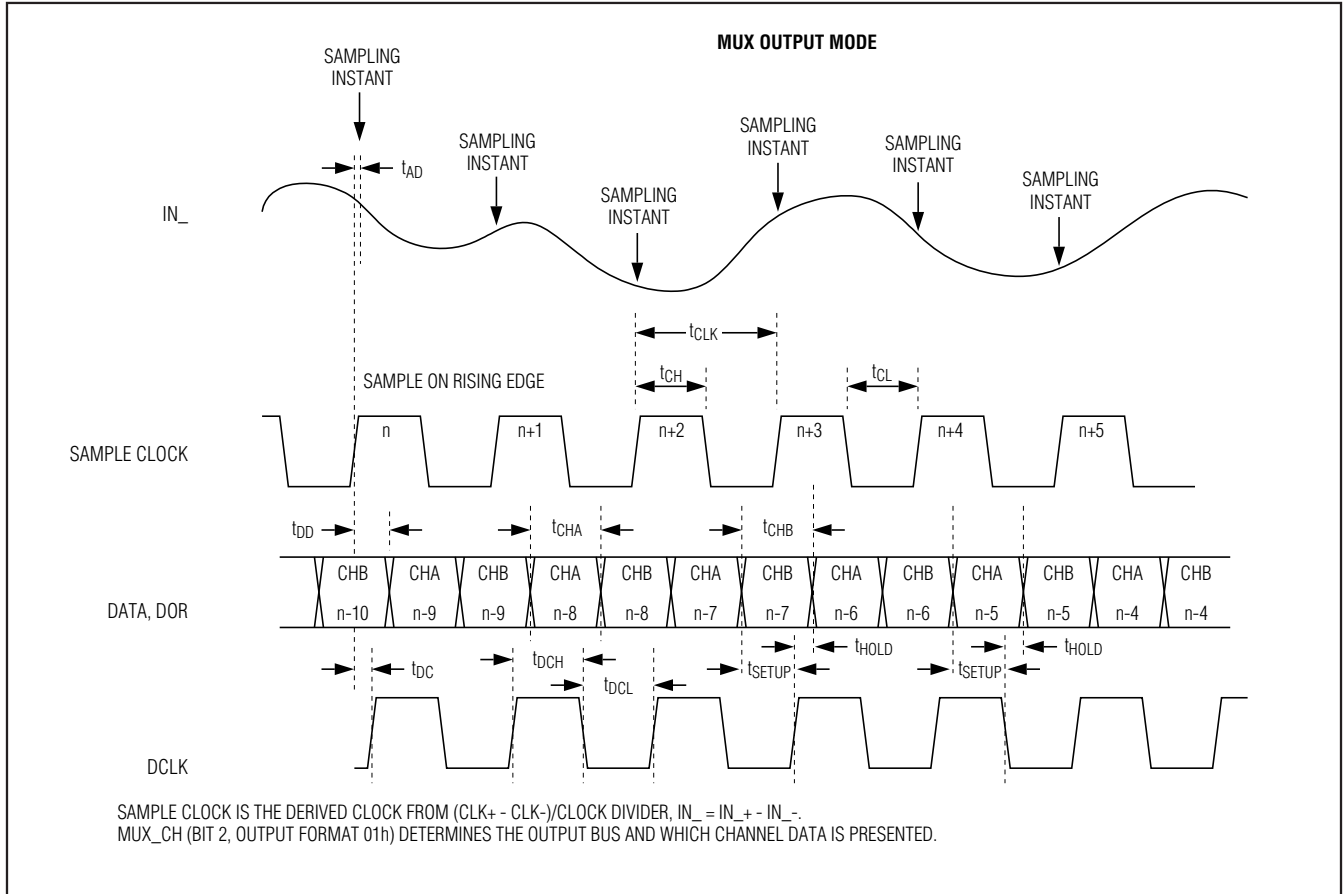 MUX OUTPUT MODE
SAMPLING
INSTANT
SAMPLING
INSTANT
SAMPLING
INSTANT
SAMPLING
INSTANT
SAMPLING
INSTANT
SAMPLING
INSTANT
tAD
IN_
tCLK
SAMPLE ON RISING EDGE
tCH
tCL
SAMPLE CLOCK
n n+1 n+2 n+3 n+4 n+5
tDD tCHA tCHB
CHB CHA CHB CHA CHB CHA CHB CHA CHB CHA CHB CHA CHB
DATA, DOR
n-10 n-9 n-9 n-8 n-8 n-7 n-7 n-6 n-6 n-5 n-5 n-4 n-4
tDC tDCH tDCL tSETUP tHOLD tSETUP tHOLD
DCLK
SAMPLE CLOCK IS THE DERIVED CLOCK FROM (CLK+ - CLK-)/CLOCK DIVIDER, IN_ = IN_+ - IN_-.
MUX_CH (BIT 2, OUTPUT FORMAT 01h) DETERMINES THE OUTPUT BUS AND WHICH CHANNEL DATA IS PRESENTED.